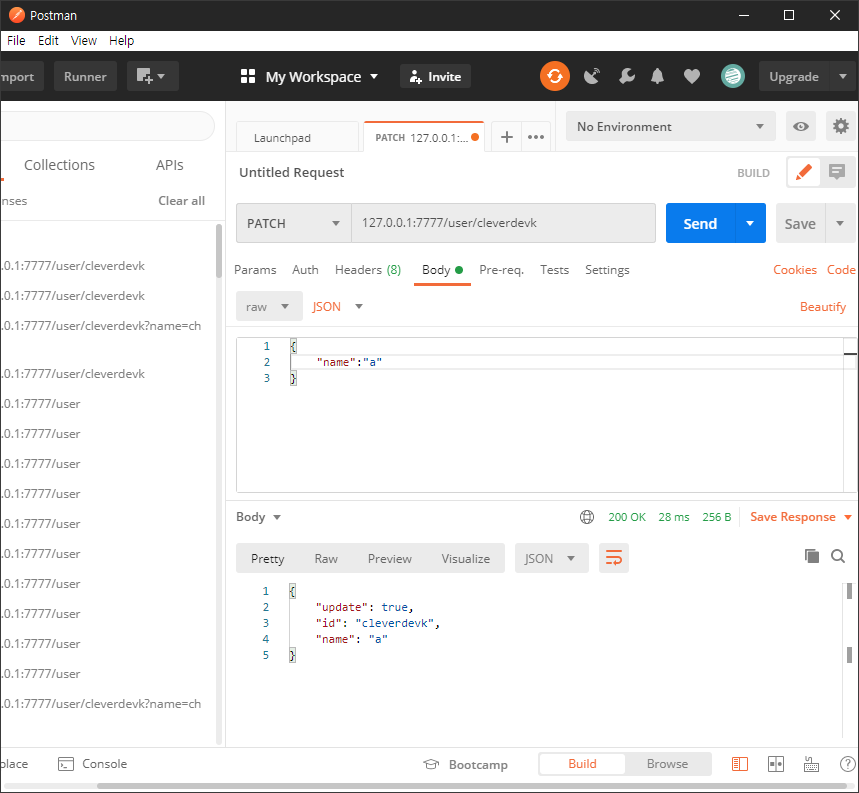 Postman
File Edit View Help
mport Runner My Workspace Invite Upgrade
Launchpad PATCH 127.0.0.1:... No Environment
Collections APIs
Untitled Request BUILD
nses Clear all
PATCH 127.0.0.1:7777/user/cleverdevk Send Save
.0.1:7777/user/cleverdevk
.0.1:7777/user/cleverdevk
.0.1:7777/user/cleverdevk?name=ch
.0.1:7777/user/cleverdevk
.0.1:7777/user
.0.1:7777/user
.0.1:7777/user
.0.1:7777/user
.0.1:7777/user
.0.1:7777/user
.0.1:7777/user
.0.1:7777/user
.0.1:7777/user
.0.1:7777/user
.0.1:7777/user/cleverdevk?name=ch
Params Auth Headers (8) Body Pre-req. Tests Settings Cookies Code
raw JSON Beautify
1 {
2 "name":"a"
3 }
Body 200 OK 28 ms 256 B Save Response
Pretty Raw Preview Visualize JSON
1 {
2 "update": true,
3 "id": "cleverdevk",
4 "name": "a"
5 }
place Console Bootcamp Build Browse